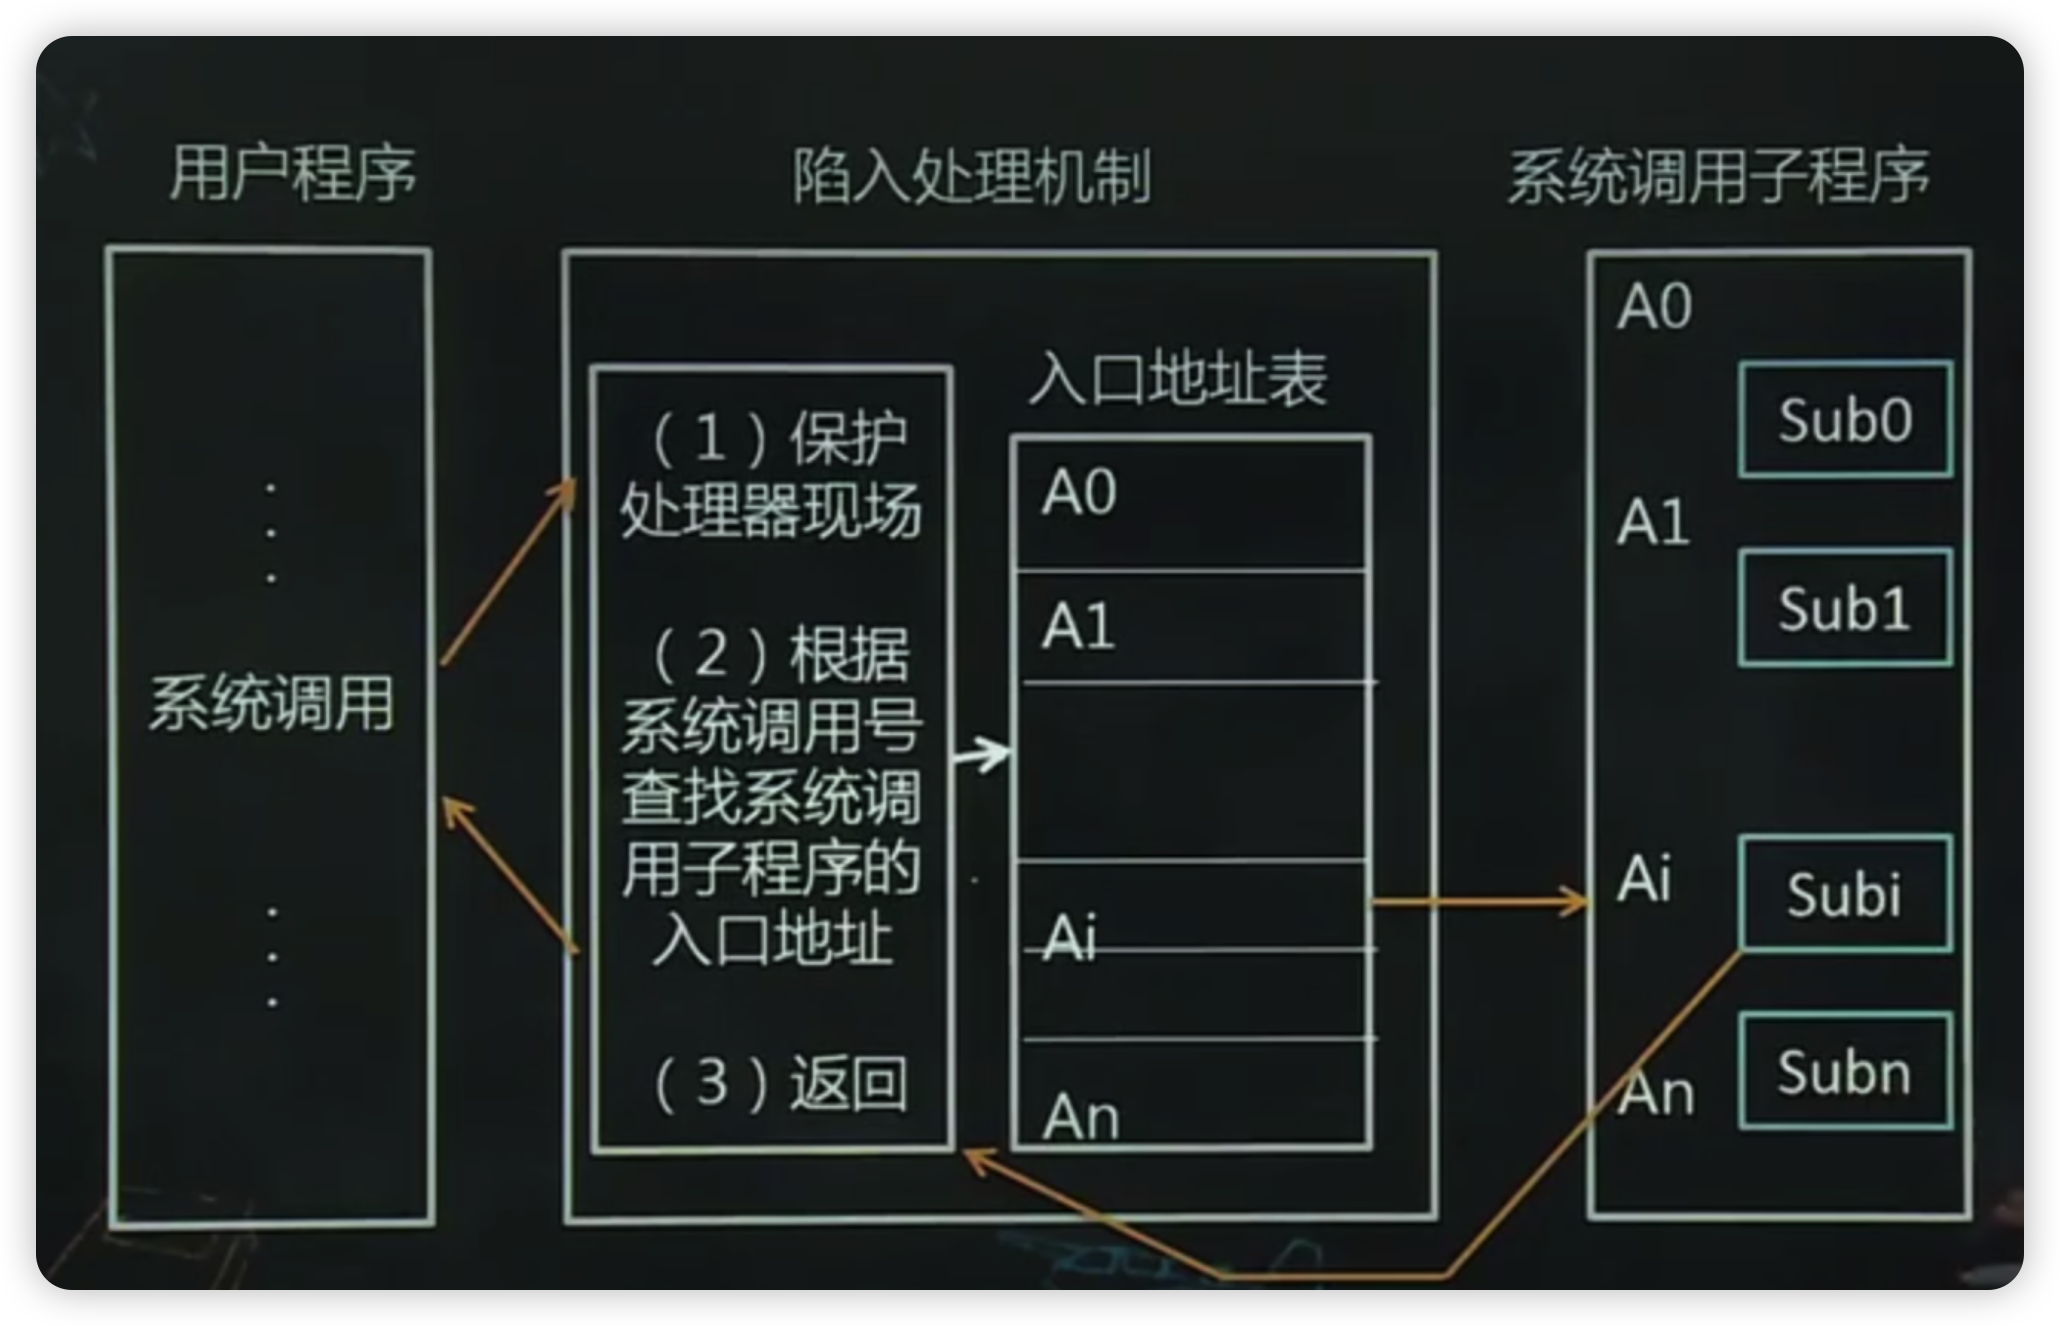 用户程序
陷入处理机制
系统调用子程序
系统调用
（1）保护
处理器现场
（2）根据
系统调用号
查找系统调
用子程序的
入口地址
（3）返回
入口地址表
A0
A1
Ai
An
A0
Sub0
A1
Sub1
Ai
Subi
An
Subn